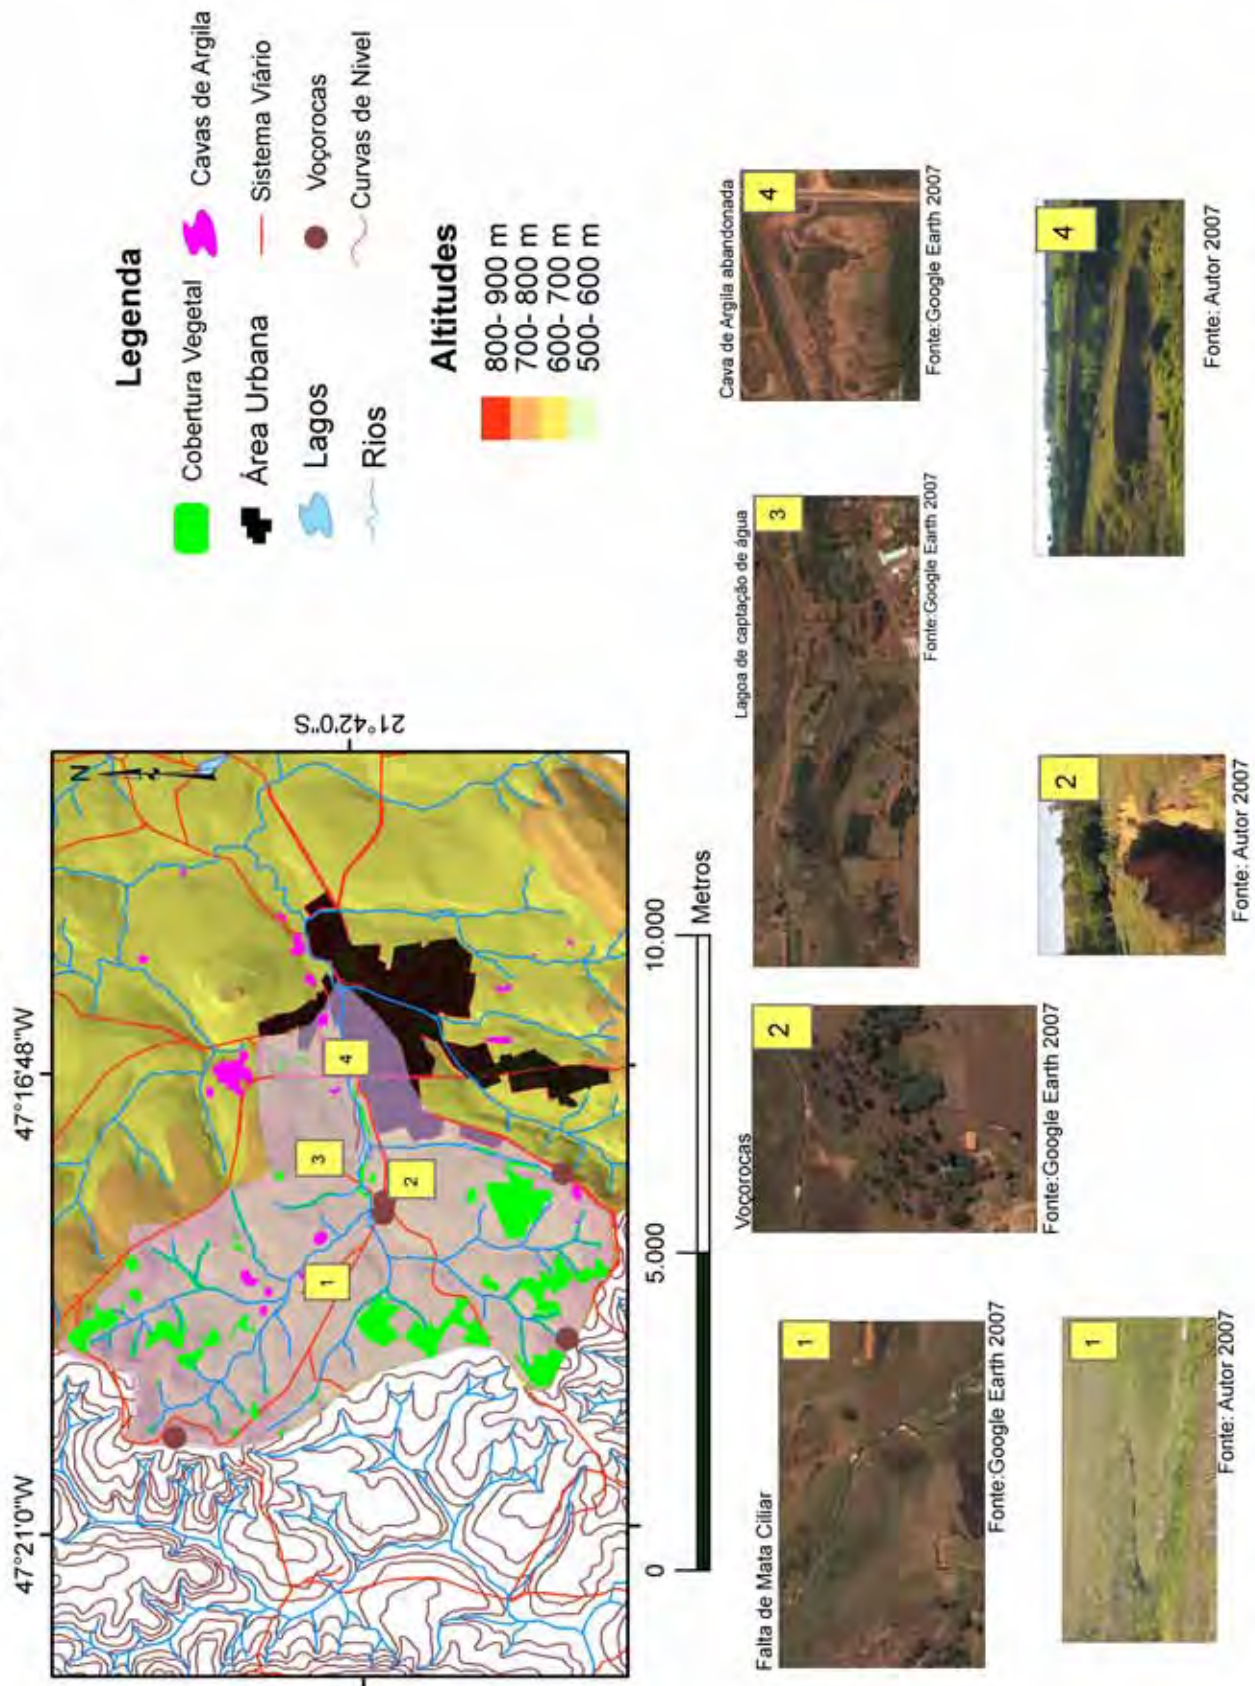 47°21'0"W
47°16'48"W
N
21°42'0"S
1
2
3
4
0
5.000
10.000
Metros
Legenda
Cobertura Vegetal
Cavas de Argila
Área Urbana
Sistema Viário
Lagos
Voçorocas
Rios
Curvas de Nivel
Altitudes
800- 900 m
700- 800 m
600- 700 m
500- 600 m
Falta de Mata Ciliar
1
Fonte:Google Earth 2007
Voçorocas
2
Fonte:Google Earth 2007
Lagoa de captação de água
3
Fonte:Google Earth 2007
Cava de Argila abandonada
4
Fonte:Google Earth 2007
1
Fonte: Autor 2007
2
Fonte: Autor 2007
4
Fonte: Autor 2007